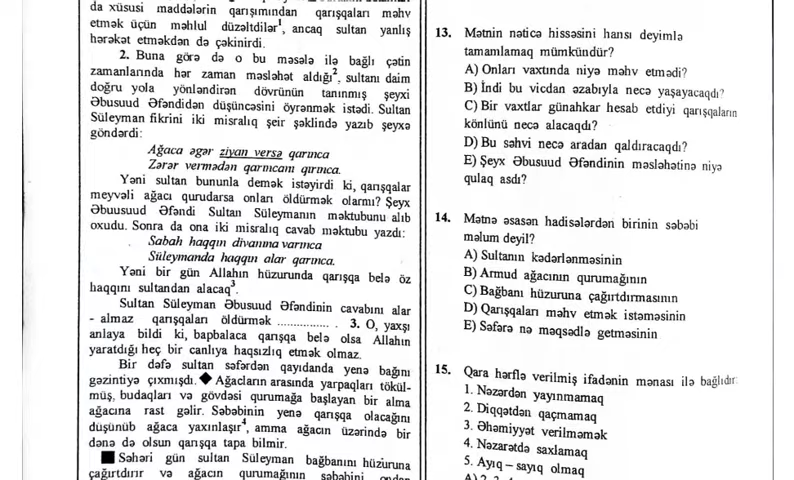 da xüsusi maddələrin qarışımından qarışqaları məhv
etmək üçün məhlul düzəltdilər¹, ancaq sultan yanlış
hərəkət etməkdən də çəkinirdi.
2. Buna görə də o bu məsələ ilə bağlı çətin
zamanlarında hər zaman məsləhət aldığı², sultanı daim
doğru yola yönləndirən dövrünün tanınmış şeyxi
Əbusuud Əfəndidən düşüncəsini öyrənmək istədi. Sultan
Süleyman fikrini iki misralıq şeir şəklində yazıb şeyxə
göndərdi:
Ağaca əgər ziyan versə qarınca
Zərər vermədən qarıncanı qırınca.
Yəni sultan bununla demək istəyirdi ki, qarışqalar
meyvəli ağacı qurudarsa onları öldürmək olarmı? Şeyx
Əbuusuud Əfəndi Sultan Süleymanın məktubunu alıb
oxudu. Sonra da ona iki misralıq cavab məktubu yazdı:
Sabah haqqın divanına varınca
Süleymanda haqqın alar qarınca.
Yəni bir gün Allahın hüzurunda qarışqa belə öz
haqqını sultandan alacaq³.
Sultan Süleyman Əbusuud Əfəndinin cavabını alar
- almaz qarışqaları öldürmək ................ . 3. O, yaxşı
anlaya bildi ki, bapbalaca qarışqa belə olsa Allahın
yaratdığı heç bir canlıya haqsızlıq etmək olmaz.
Bir dəfə sultan səfərdən qayıdanda yenə bağını
gəzintiyə çıxmışdı. ◆ Ağacların arasında yarpaqları tökül-
müş, budaqları və gövdəsi qurumağa başlayan bir alma
ağacına rast gəlir. Səbəbinin yenə qarışqa olacağını
düşünüb ağaca yaxınlaşır⁴, amma ağacın üzərində bir
dənə də olsun qarışqa tapa bilmir.
■ Səhəri gün sultan Süleyman bağbanını hüzuruna
çağırtdırır və ağacın qurumağının səbəbini ondan
13. Mətnin nəticə hissəsini hansı deyimlə
tamamlamaq mümkündür?
A) Onları vaxtında niyə məhv etmədi?
B) İndi bu vicdan əzabıyla necə yaşayacaqdı?
C) Bir vaxtlar günahkar hesab etdiyi qarışqaların
könlünü necə alacaqdı?
D) Bu səhvi necə aradan qaldıracaqdı?
E) Şeyx Əbusuud Əfəndinin məsləhətinə niyə
qulaq asdı?
14. Mətnə əsasən hadisələrdən birinin səbəbi
məlum deyil?
A) Sultanın kədərlənməsinin
B) Armud ağacının qurumağının
C) Bağbanı hüzuruna çağırtdırmasının
D) Qarışqaları məhv etmək istəməsinin
E) Səfərə nə məqsədlə getməsinin
15. Qara hərflə verilmiş ifadənin mənası ilə bağlıdır:
1. Nəzərdən yayınmamaq
2. Diqqətdən qaçmamaq
3. Əhəmiyyət verilməmək
4. Nəzarətdə saxlamaq
5. Ayıq – sayıq olmaq